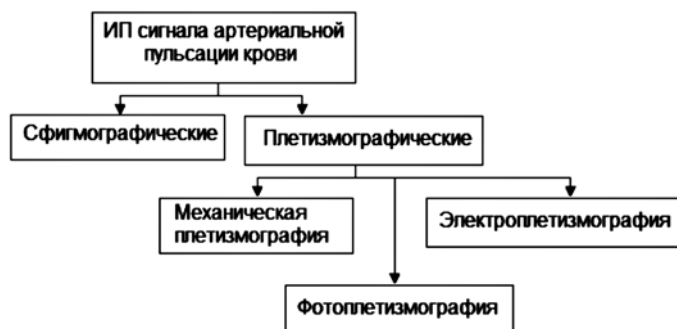 ИП сигнала артериальной
пульсации крови
Сфигмографические
Плетизмографические
Механическая
плетизмография
Электроплетизмография
Фотоплетизмография